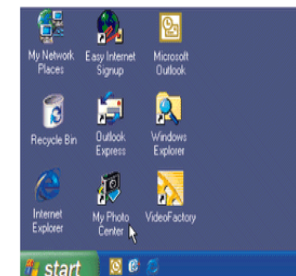 My Network Easy Internet Microsoft
Places Signup Outlook
Recycle Bin Outlook Windows
Express Explorer
Internet My Photo VideoFactory
Explorer Center
start